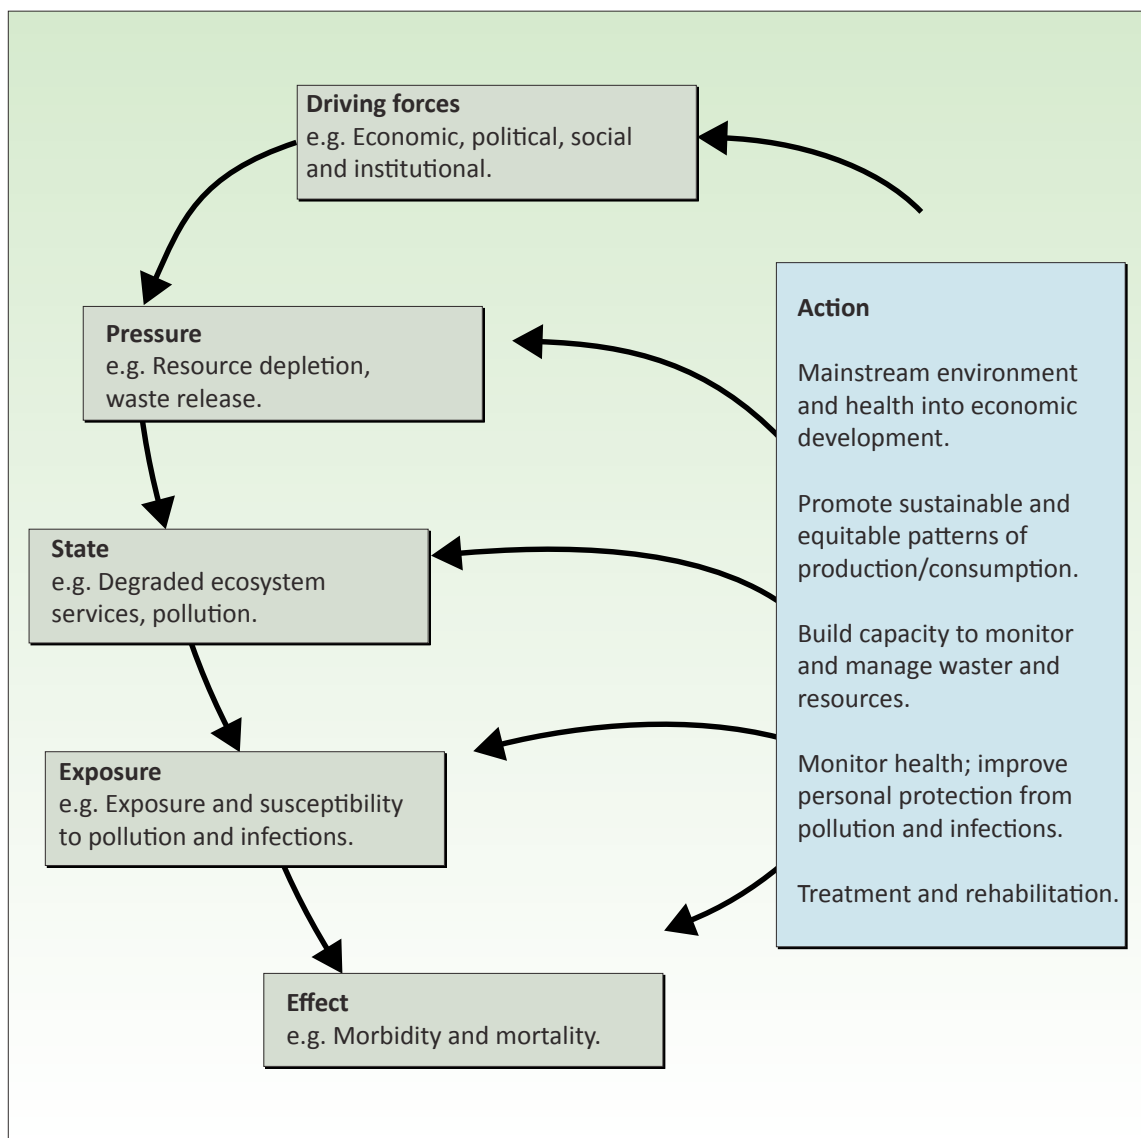 Driving forces
e.g. Economic, political, social
and institutional.
Pressure
e.g. Resource depletion,
waste release.
State
e.g. Degraded ecosystem
services, pollution.
Exposure
e.g. Exposure and susceptibility
to pollution and infections.
Effect
e.g. Morbidity and mortality.
Action
Mainstream environment
and health into economic
development.
Promote sustainable and
equitable patterns of
production/consumption.
Build capacity to monitor
and manage waster and
resources.
Monitor health; improve
personal protection from
pollution and infections.
Treatment and rehabilitation.